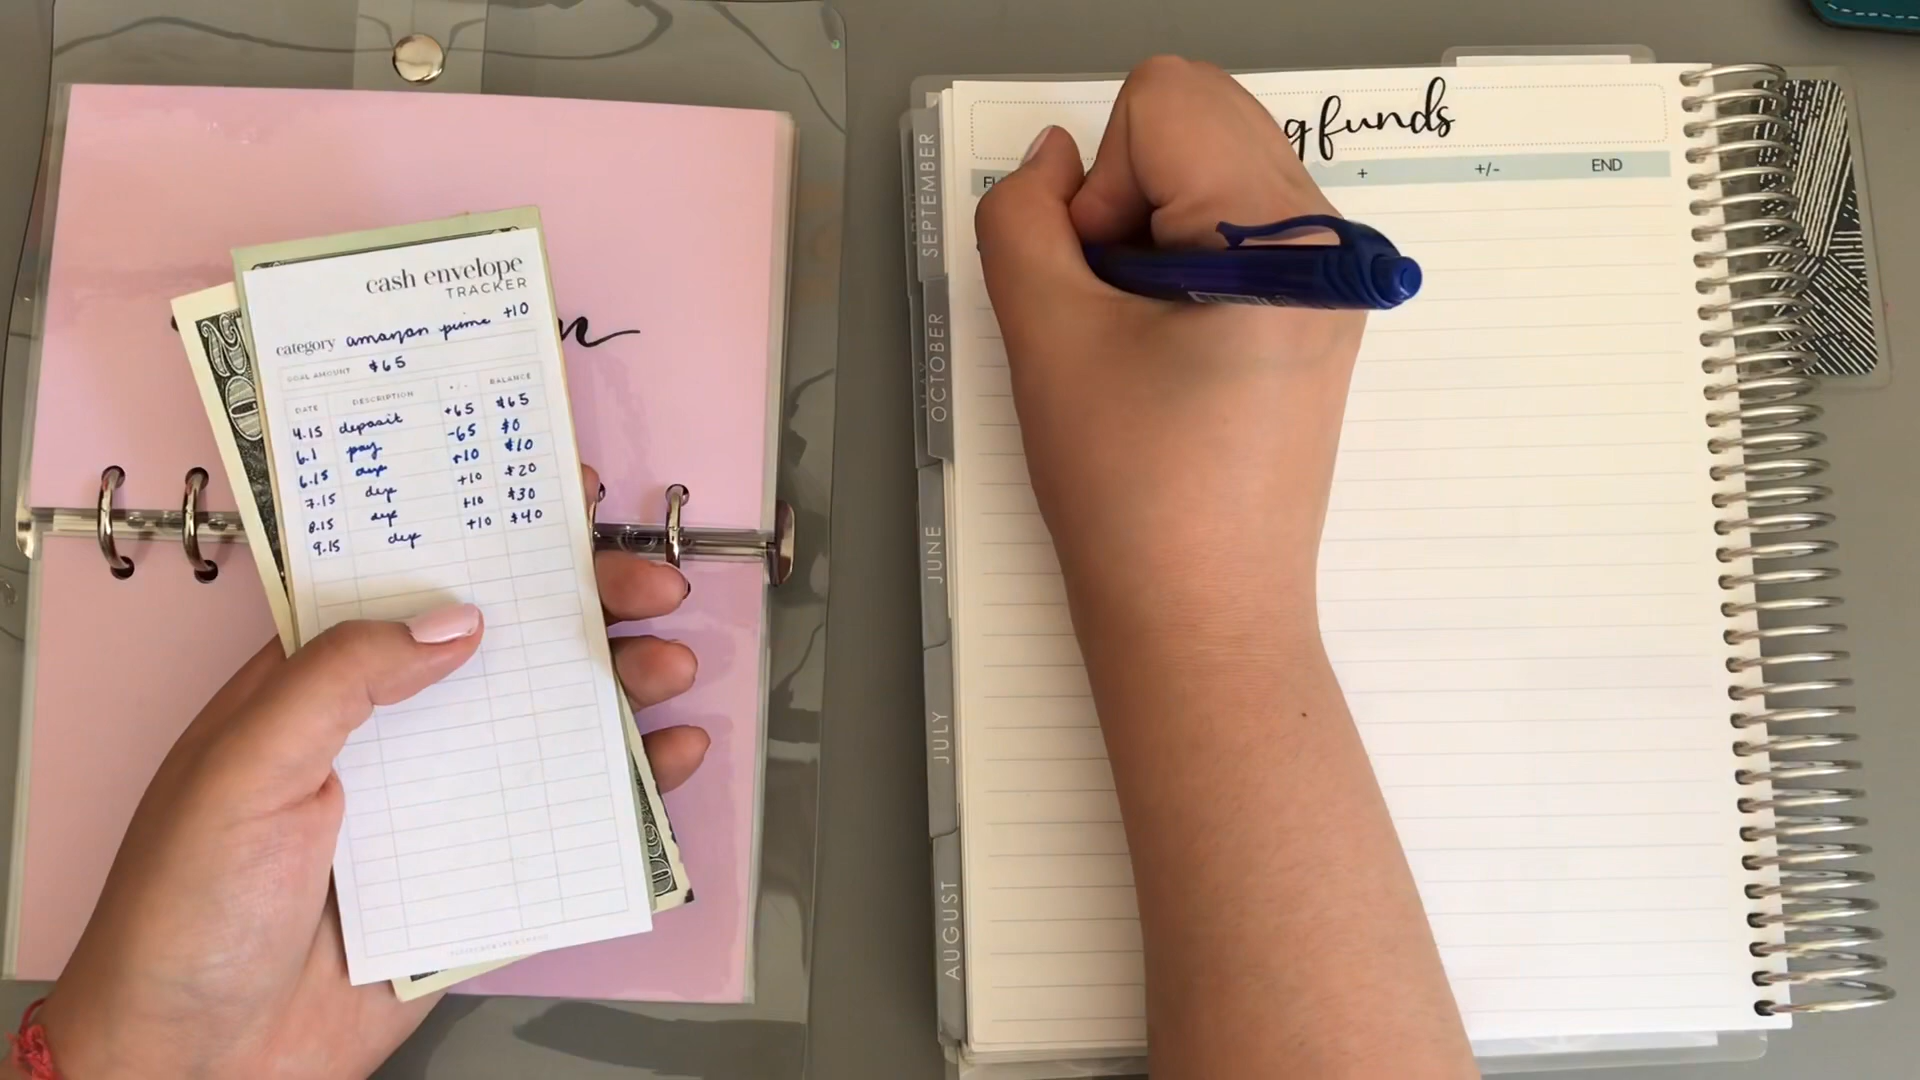 cash envelope
TRACKER
category amazon prime +10
GOAL AMOUNT $65
DATE DESCRIPTION +/- BALANCE
4.15 deposit +65 $65
6.1 pay -65 $0
6.15 dep +10 $10
7.15 dep +10 $20
8.15 dep +10 $30
9.15 dep +10 $40
g funds
+ +/- END
SEPTEMBER
OCTOBER
JUNE
JULY
AUGUST